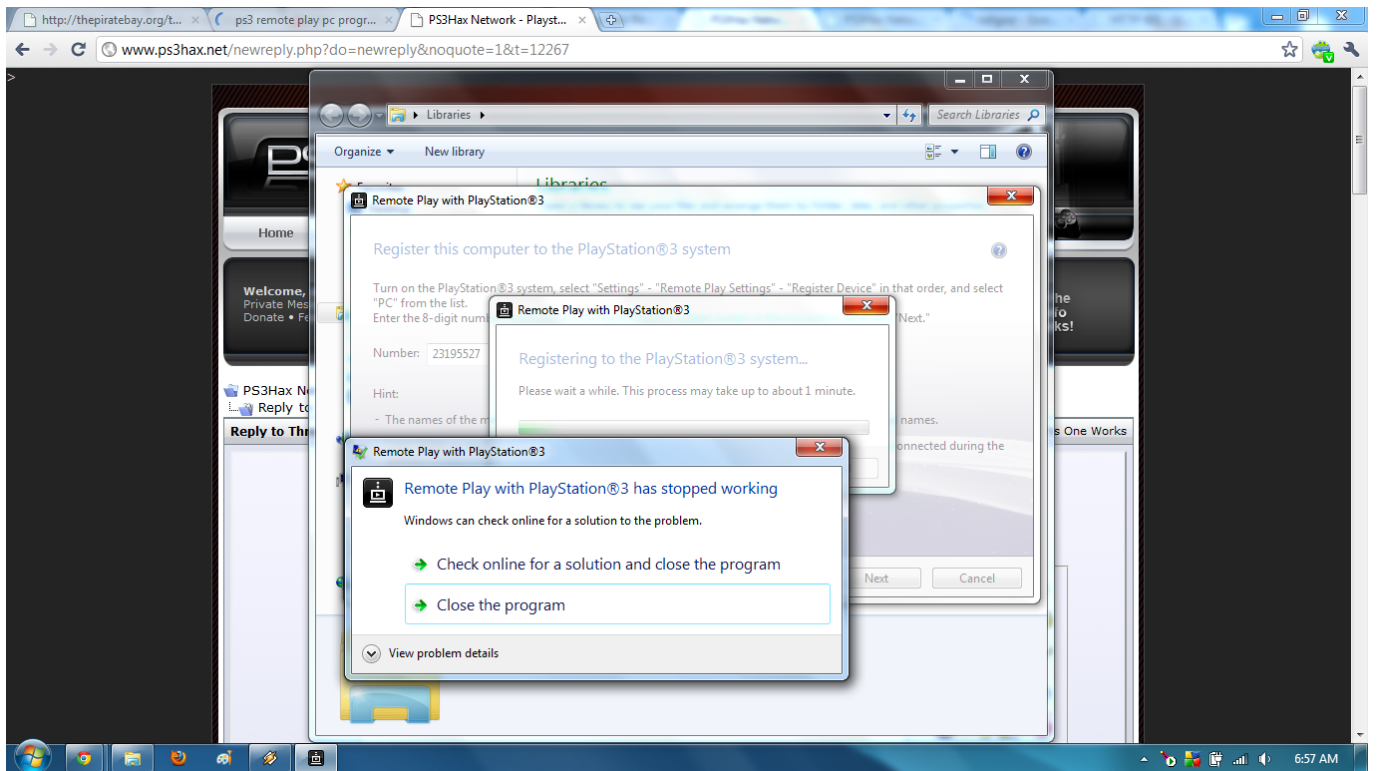 http://thepiratebay.org/t...
ps3 remote play pc progr...
PS3Hax Network - Playst...
www.ps3hax.net/newreply.php?do=newreply&noquote=1&t=12267
>
Libraries
Search Libraries
Organize
New library
Libraries
Home
Welcome,
Private Mes
Donate • Fe
PS3Hax N
Reply to
Reply to Thr
s One Works
Remote Play with PlayStation®3
Register this computer to the PlayStation®3 system
Turn on the PlayStation®3 system, select "Settings" - "Remote Play Settings" - "Register Device" in that order, and select
"PC" from the list.
Enter the 8-digit numb
"Next."
Number: 23195527
Hint:
- The names of the m
names.
onnected during the
Next
Cancel
Remote Play with PlayStation®3
Registering to the PlayStation®3 system...
Please wait a while. This process may take up to about 1 minute.
Remote Play with PlayStation®3
Remote Play with PlayStation®3 has stopped working
Windows can check online for a solution to the problem.
Check online for a solution and close the program
Close the program
View problem details
6:57 AM